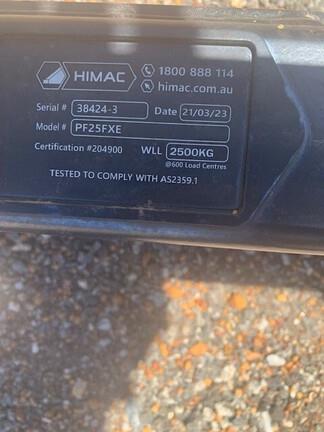 HIMAC 1800 888 114
himac.com.au
Serial # 38424-3 Date 21/03/23
Model # PF25FXE
Certification #204900 WLL 2500KG
@600 Load Centres
TESTED TO COMPLY WITH AS2359.1